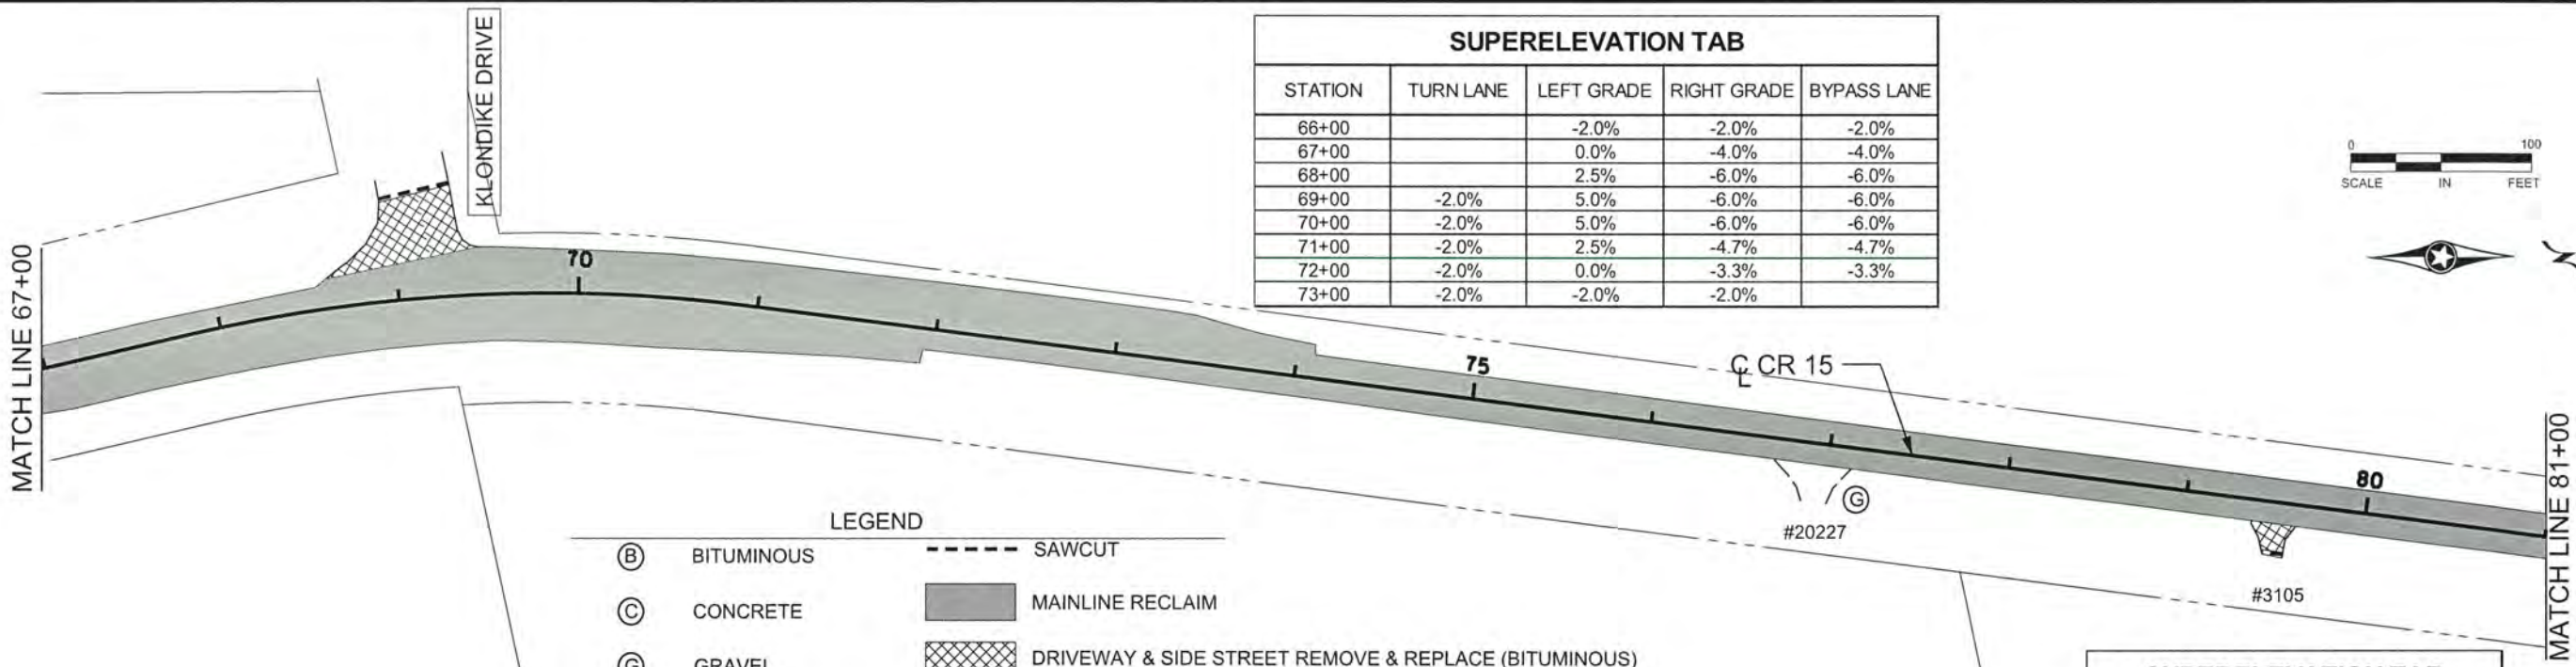 KLONDIKE DRIVE
SUPERELEVATION TAB
STATION TURN LANE LEFT GRADE RIGHT GRADE BYPASS LANE
66+00 -2.0% -2.0% -2.0%
67+00 0.0% -4.0% -4.0%
68+00 2.5% -6.0% -6.0%
69+00 -2.0% 5.0% -6.0% -6.0%
70+00 -2.0% 5.0% -6.0% -6.0%
71+00 -2.0% 2.5% -4.7% -4.7%
72+00 -2.0% 0.0% -3.3% -3.3%
73+00 -2.0% -2.0% -2.0%
0 100
SCALE IN FEET
MATCH LINE 67+00
70
75
℄ CR 15
80
MATCH LINE 81+00
G
#20227
#3105
LEGEND
B BITUMINOUS
SAWCUT
C CONCRETE
MAINLINE RECLAIM
G GRAVEL
DRIVEWAY & SIDE STREET REMOVE & REPLACE (BITUMINOUS)